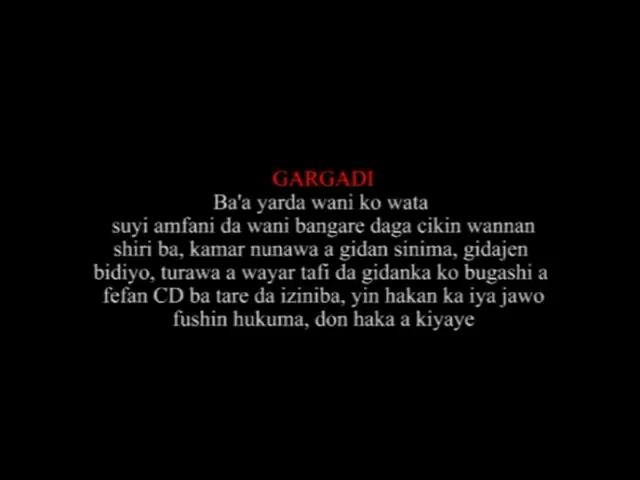 GARGADI
Ba'a yarda wani ko wata
suyi amfani da wani bangare daga cikin wannan
shiri ba, kamar nunawa a gidan sinima, gidajen
bidiyo, turawa a wayar tafi da gidanka ko bugashi a
fefan CD ba tare da iziniba, yin hakan ka iya jawo
fushin hukuma, don haka a kiyaye